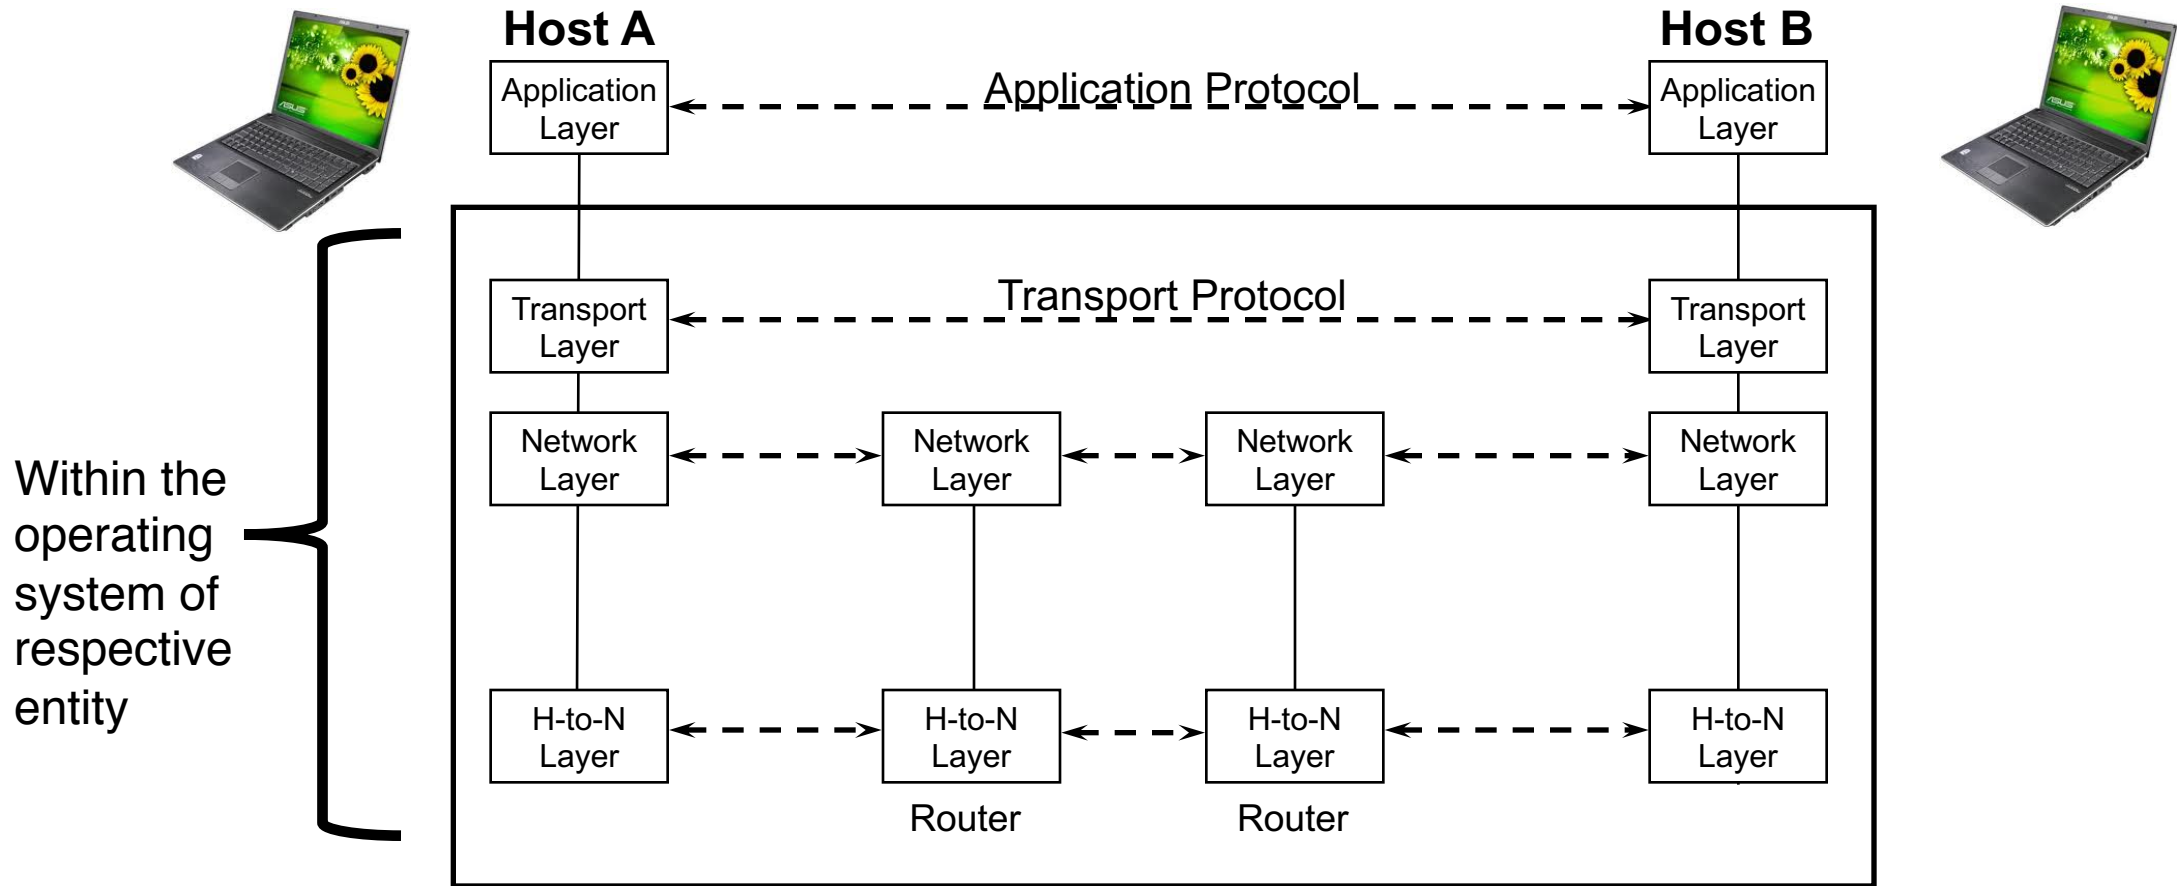 Host A
Host B
Application
Layer
Application Protocol
Application
Layer
Transport
Layer
Transport Protocol
Transport
Layer
Network
Layer
Network
Layer
Network
Layer
Network
Layer
Within the
operating
system of
respective
entity
H-to-N
Layer
H-to-N
Layer
H-to-N
Layer
H-to-N
Layer
Router
Router
ASUS
ASUS